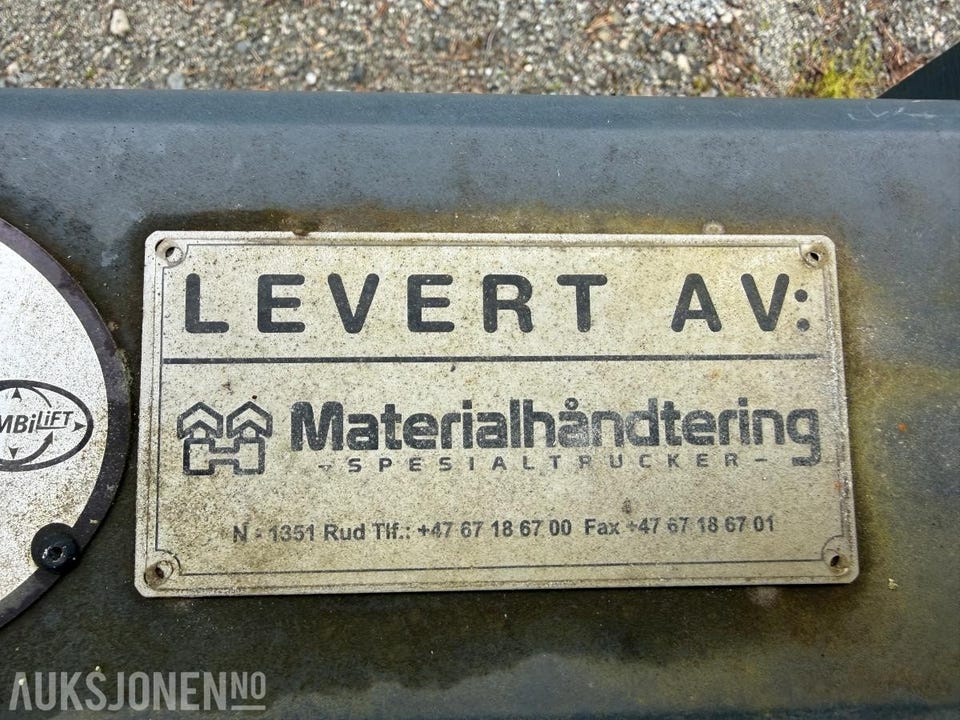 LEVERT AV:
Materialhåndtering
-SPESIALTRUCKER-
N - 1351 Rud Tlf.: +47 67 18 67 00 Fax +47 67 18 67 01
MBiLiFT
AUKSJONEN.NO